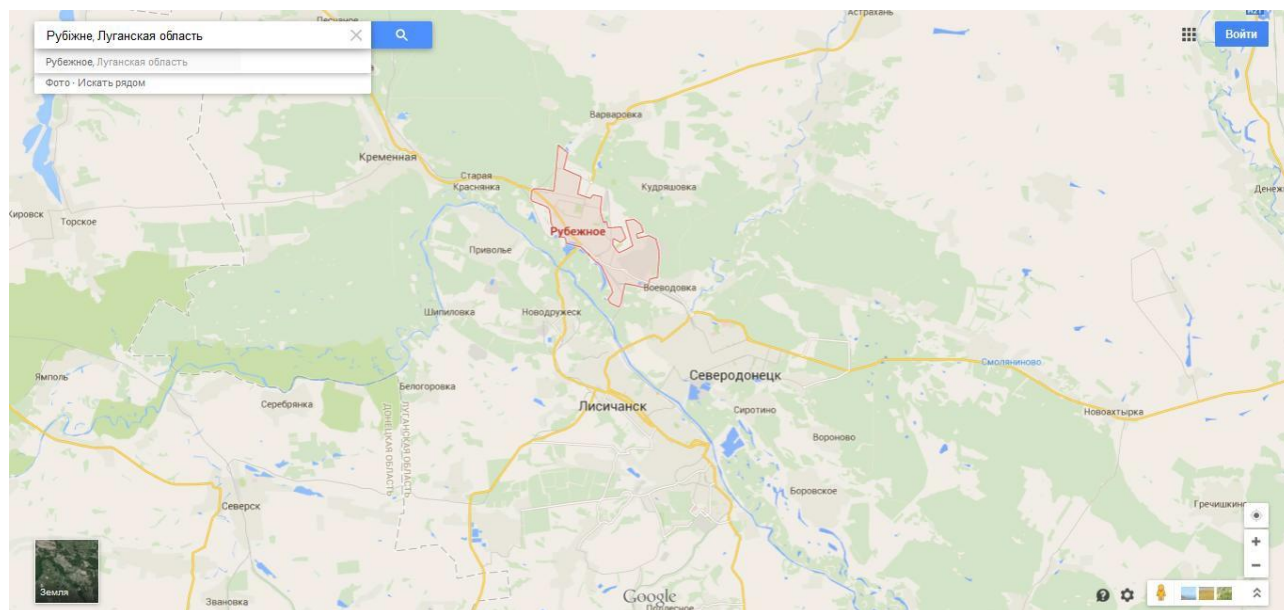 Песчаное
Астрахань
Рубіжне, Луганская область
Войти
Рубежное, Луганская область
Фото · Искать рядом
Варваровка
Кременная
Старая
Краснянка
Кудряшовка
Денеж
Кировск
Торское
Рубежное
Приволье
Воеводовка
Шипиловка
Новодружеск
Смоляниново
Ямполь
Северодонецк
Белогоровка
Серебрянка
Лисичанск
Сиротино
Новоахтырка
ЛУГАНСКАЯ ОБЛАСТЬ
ДОНЕЦКАЯ ОБЛАСТЬ
Вороново
Боровское
Северск
Гречишкин
Земля
Звановка
Google